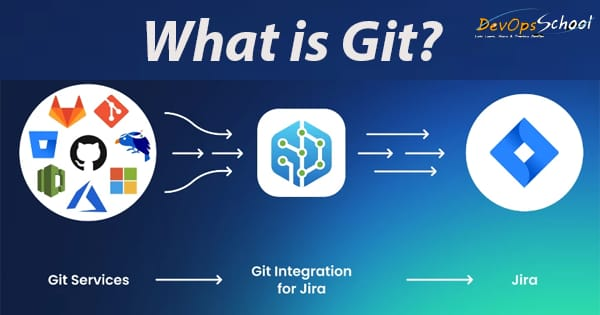 What is Git?
DevOpsSchool
Git Services
Git Integration
for Jira
Jira